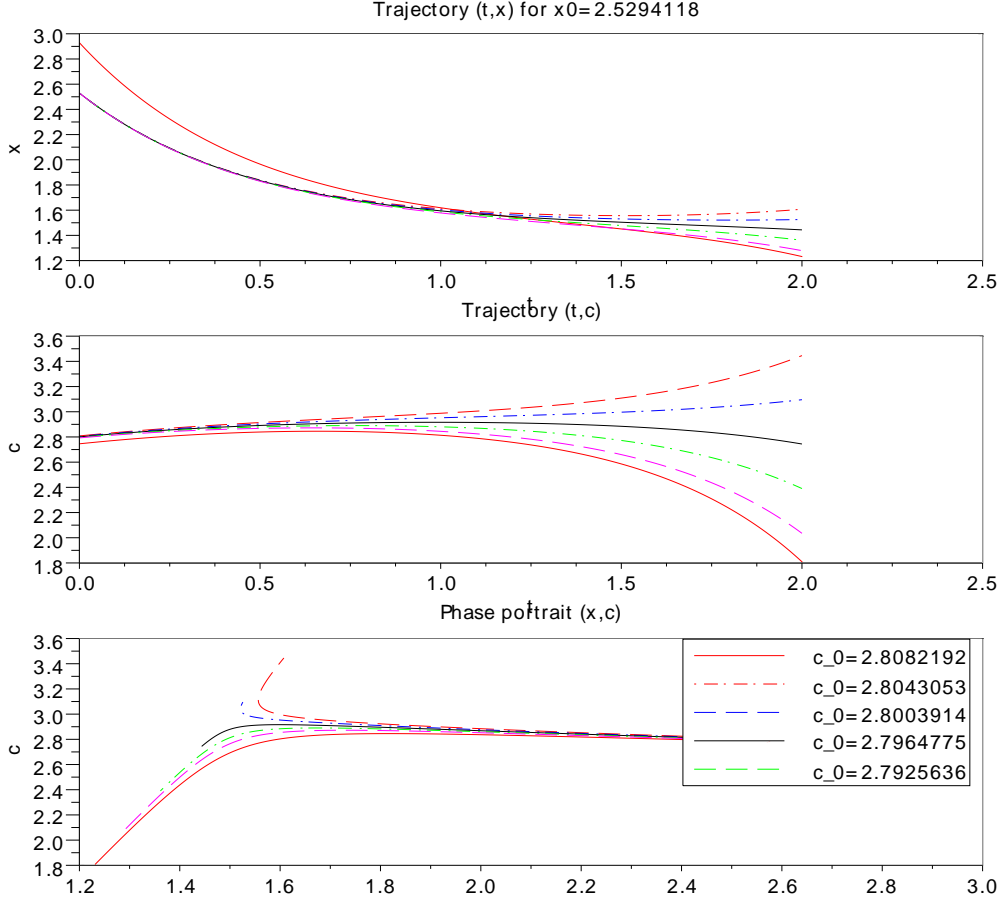 Trajectory (t,x) for x0=2.5294118
3.0
2.8
2.6
2.4
2.2
2.0
1.8
1.6
1.4
1.2
x
0.0 0.5 1.0 1.5 2.0 2.5
t
Trajectory (t,c)
3.6
3.4
3.2
3.0
2.8
2.6
2.4
2.2
2.0
1.8
c
0.0 0.5 1.0 1.5 2.0 2.5
t
Phase portrait (x,c)
3.6
3.4
3.2
3.0
2.8
2.6
2.4
2.2
2.0
1.8
c
1.2 1.4 1.6 1.8 2.0 2.2 2.4 2.6 2.8 3.0
c_0=2.8082192
c_0=2.8043053
c_0=2.8003914
c_0=2.7964775
c_0=2.7925636